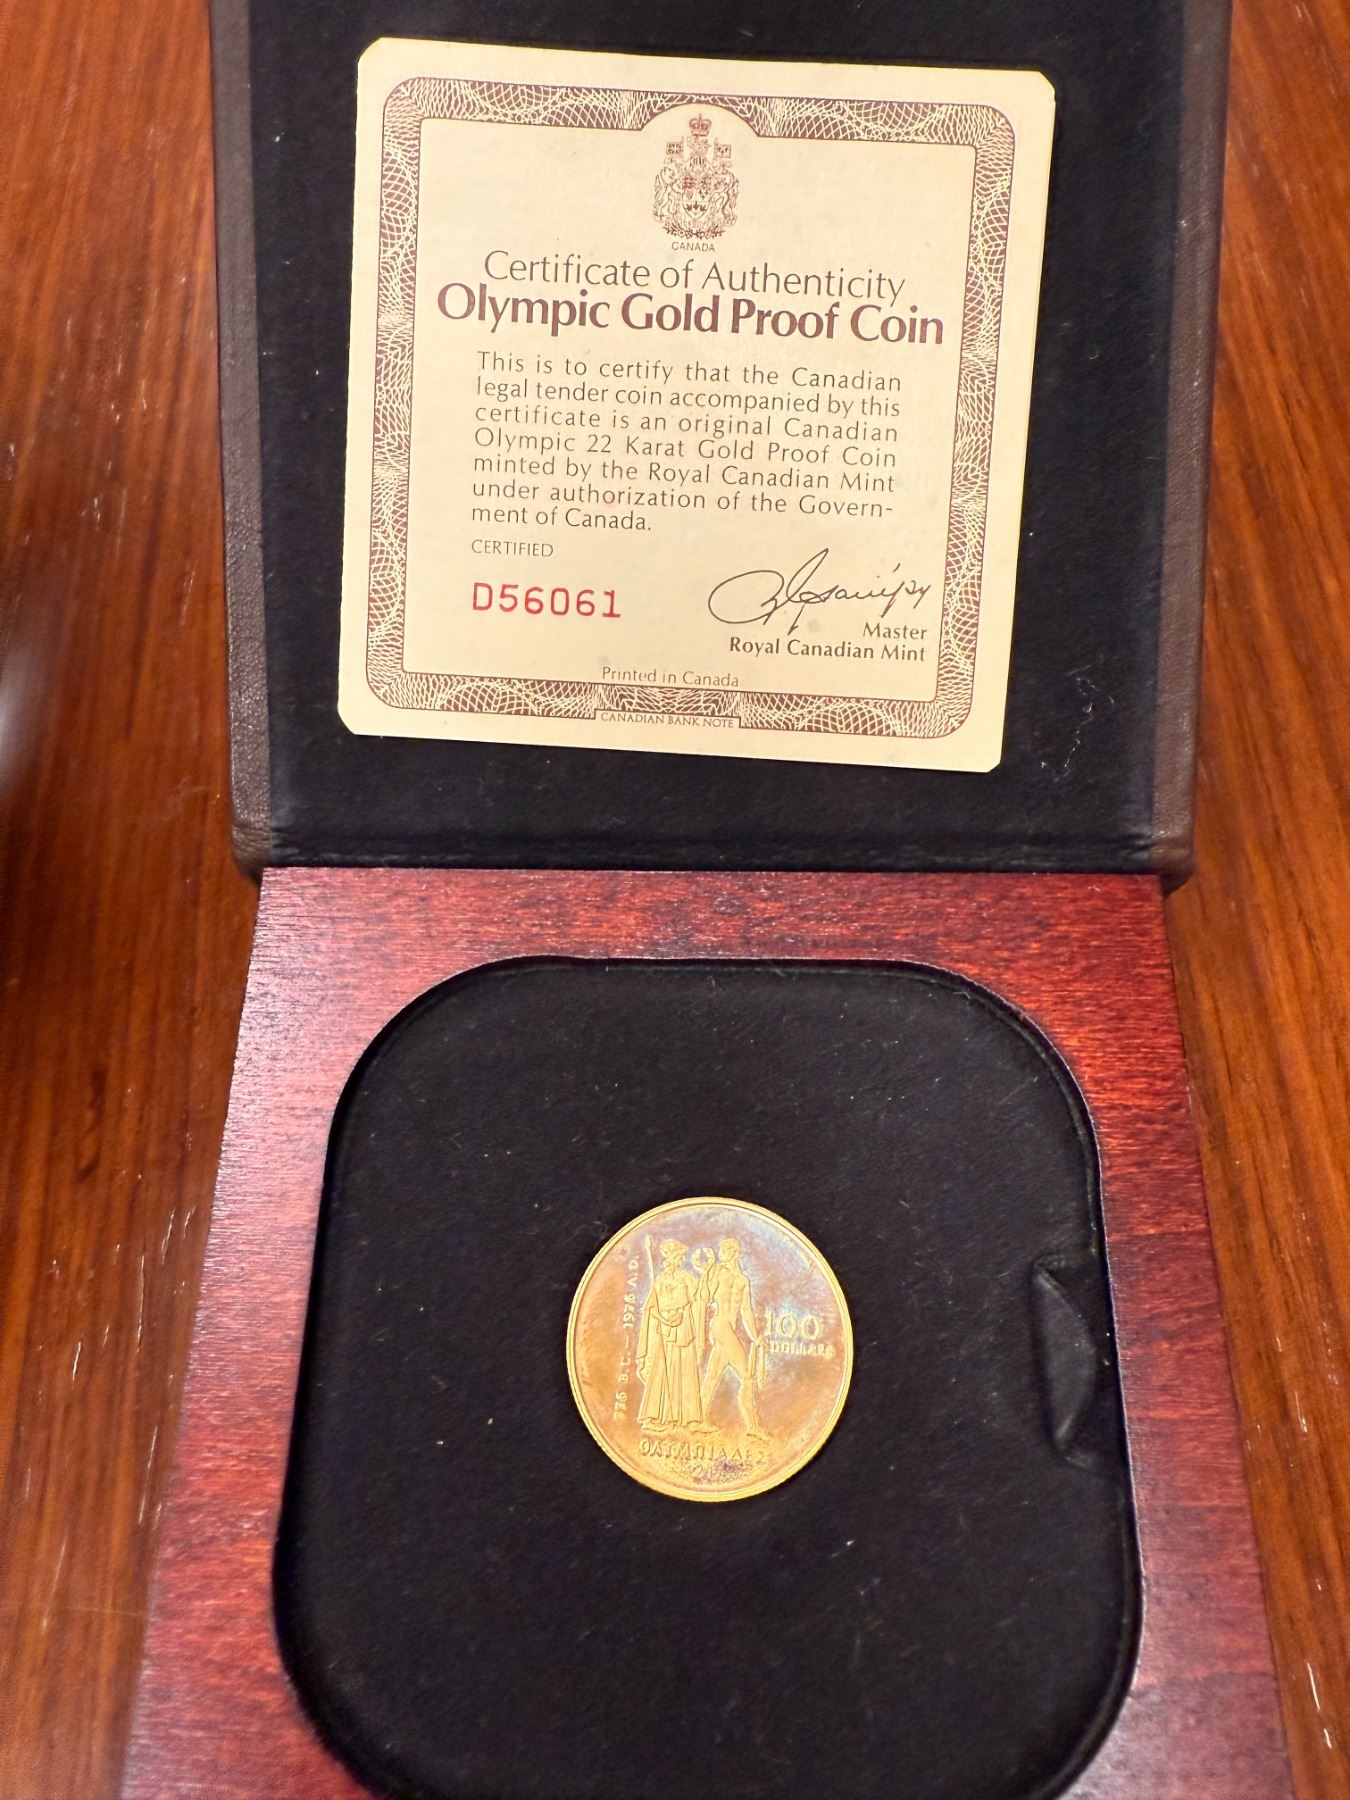 CANADA
Certificate of Authenticity
Olympic Gold Proof Coin
This is to certify that the Canadian
legal tender coin accompanied by this
certificate is an original Canadian
Olympic 22 Karat Gold Proof Coin
minted by the Royal Canadian Mint
under authorization of the Govern-
ment of Canada.
CERTIFIED
D56061
Master
Royal Canadian Mint
Printed in Canada
CANADIAN BANK NOTE
776 B.C. — 1976 A.D.
100
DOLLARS
ΟΛΥΜΠΙΑΔΕΣ
21